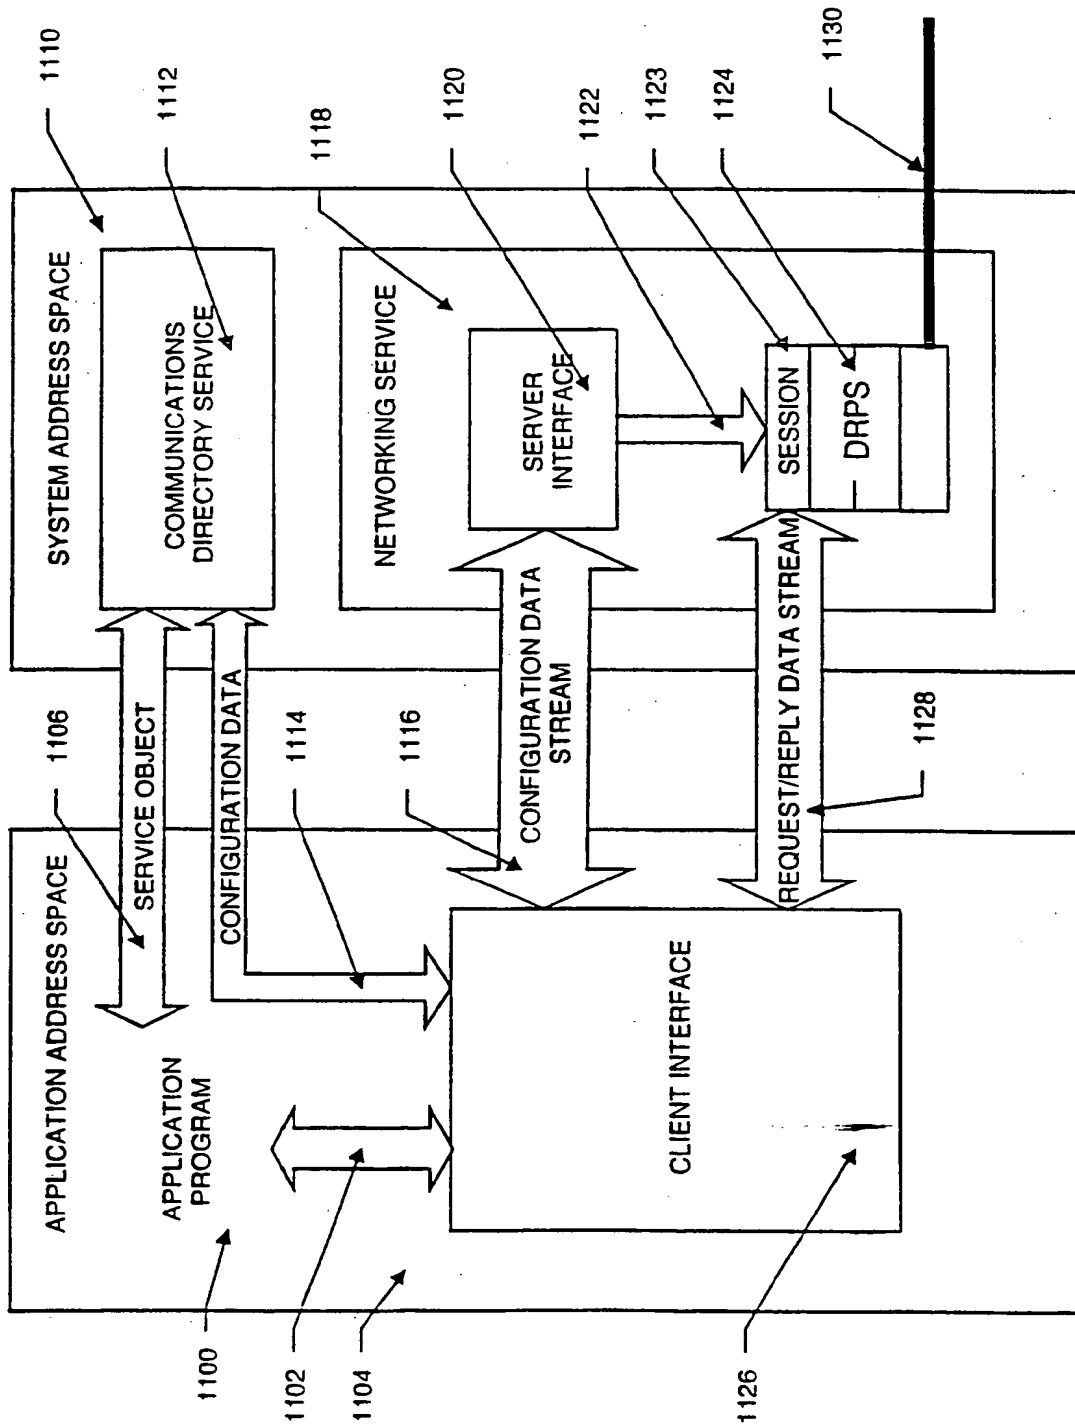 APPLICATION ADDRESS SPACE
SYSTEM ADDRESS SPACE
1110
1106
APPLICATION
PROGRAM
SERVICE OBJECT
COMMUNICATIONS
DIRECTORY SERVICE
1112
1100
CONFIGURATION DATA
1102
1114
1118
1104
1116
NETWORKING SERVICE
1120
CONFIGURATION DATA
STREAM
SERVER
INTERFACE
1122
1123
CLIENT INTERFACE
1124
1126
REQUEST/REPLY DATA STREAM
SESSION
DRPS
1128
1130